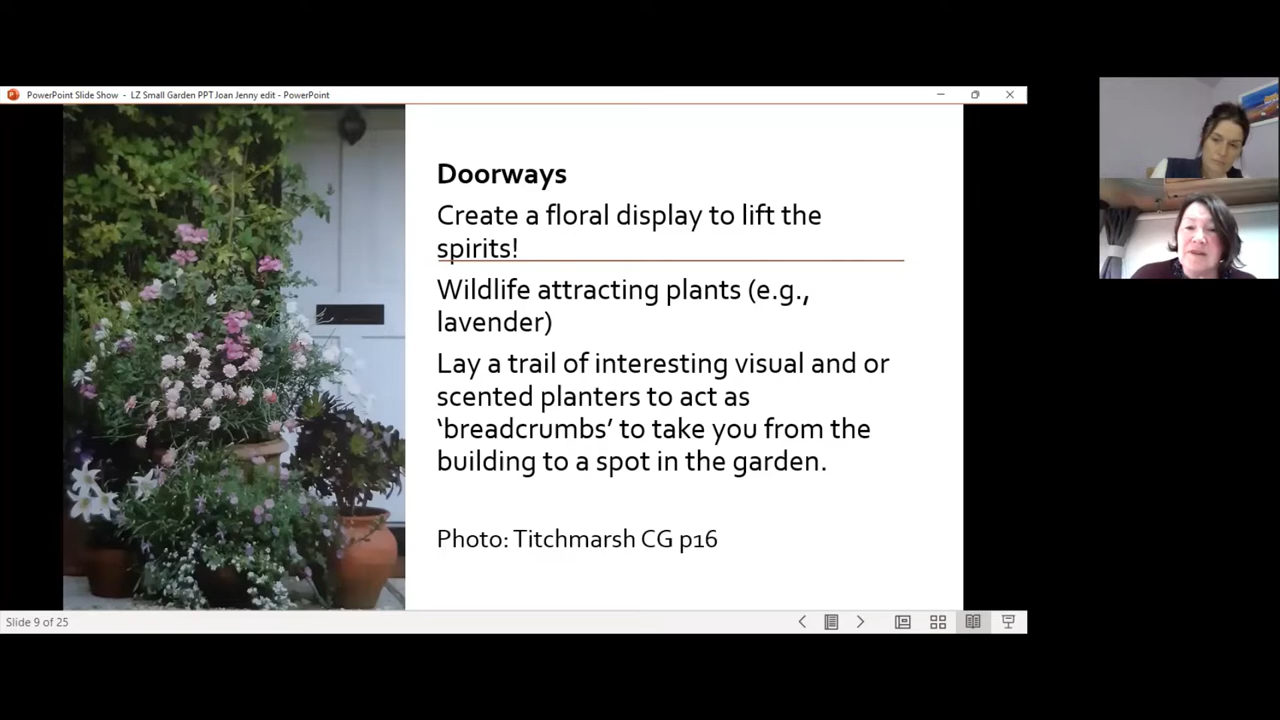 PowerPoint Slide Show - LZ Small Garden PPT Joan Jenny edit - PowerPoint
Doorways
Create a floral display to lift the
spirits!
Wildlife attracting plants (e.g.,
lavender)
Lay a trail of interesting visual and or
scented planters to act as
‘breadcrumbs’ to take you from the
building to a spot in the garden.
Photo: Titchmarsh CG p16
Slide 9 of 25